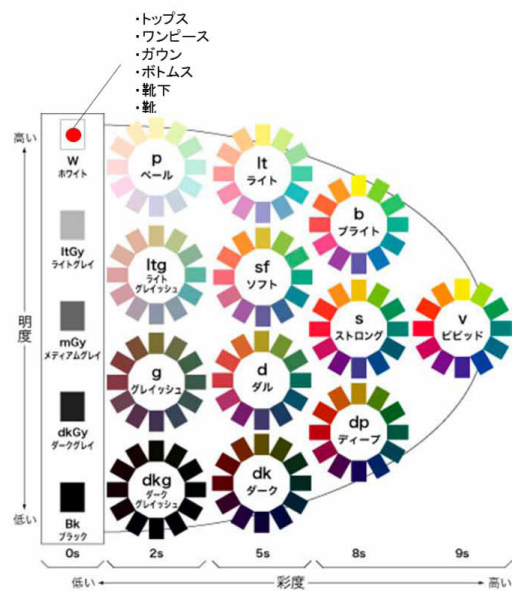 ・トップス
・ワンピース
・ガウン
・ボトムス
・靴下
・靴
高い
W
ホワイト
p
ペール
lt
ライト
b
ブライト
ltGy
ライトグレイ
ltg
ライト
グレイッシュ
sf
ソフト
明度
mGy
メディアムグレイ
s
ストロング
v
ビビッド
g
グレイッシュ
d
ダル
dkGy
ダークグレイ
dp
ディープ
dkg
ダーク
グレイッシュ
dk
ダーク
低い
Bk
ブラック
0s 2s 5s 8s 9s
低い 彩度 高い